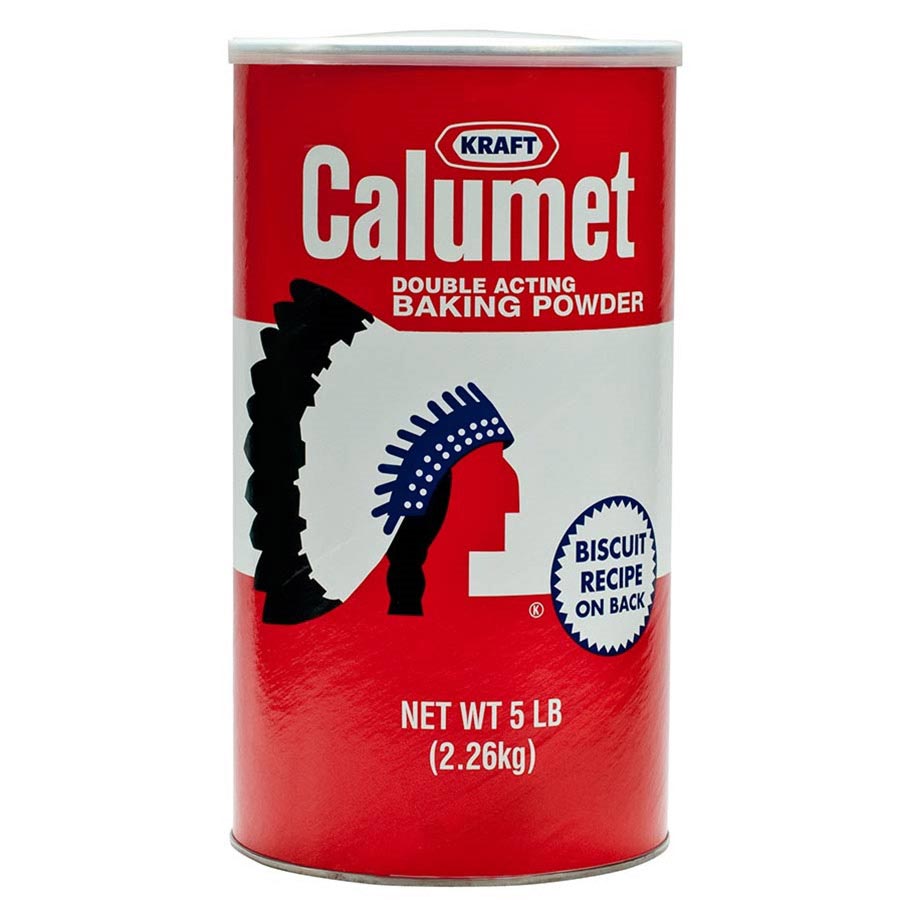 KRAFT
Calumet
DOUBLE ACTING
BAKING POWDER
BISCUIT
RECIPE
ON BACK
K
NET WT 5 LB
(2.26kg)